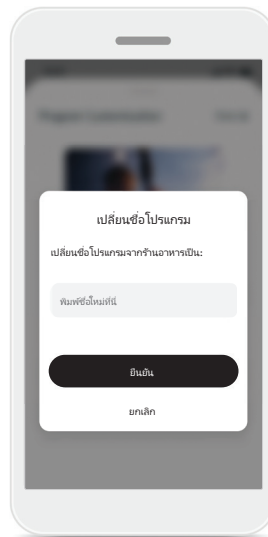 เปลี่ยนชื่อโปรแกรม
เปลี่ยนชื่อโปรแกรมจากร้านอาหารเป็น:
พิมพ์ชื่อใหม่ที่นี่
ยืนยัน
ยกเลิก